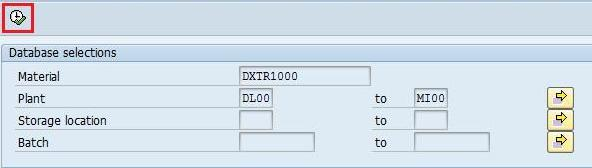 Database selections
Material DXTR1000
Plant DL00 to MI00
Storage location to
Batch to